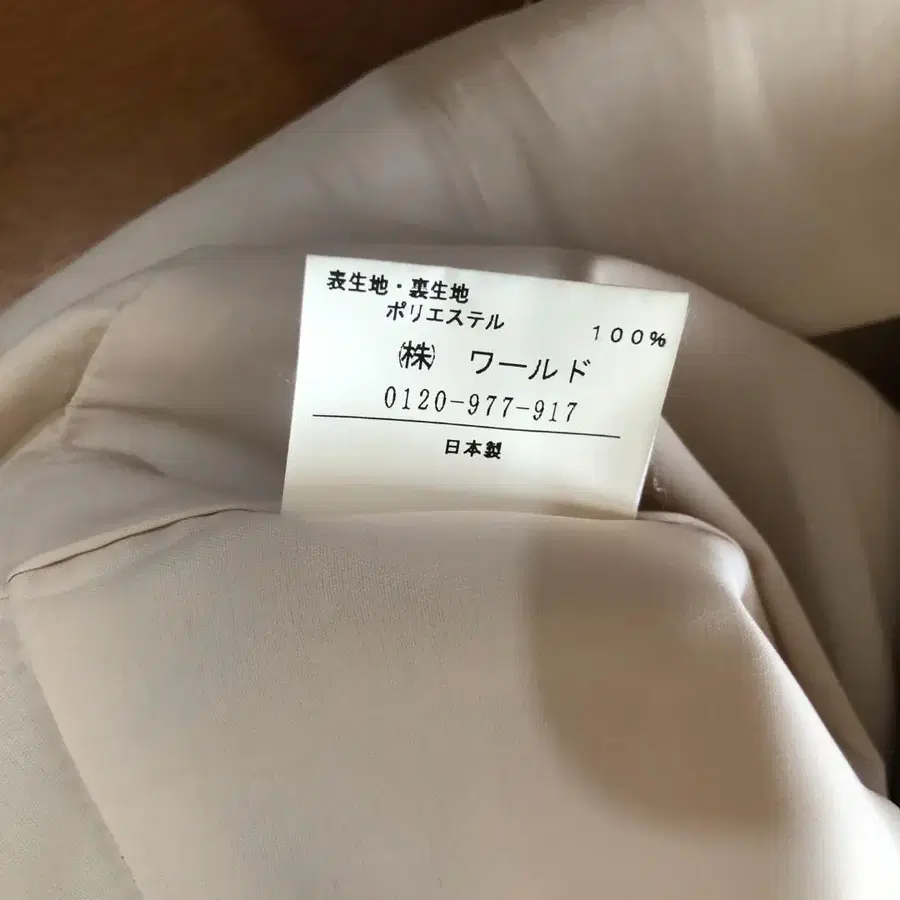 表生地・裏生地
ポリエステル 100%
㈱ ワールド
0120-977-917
日本製